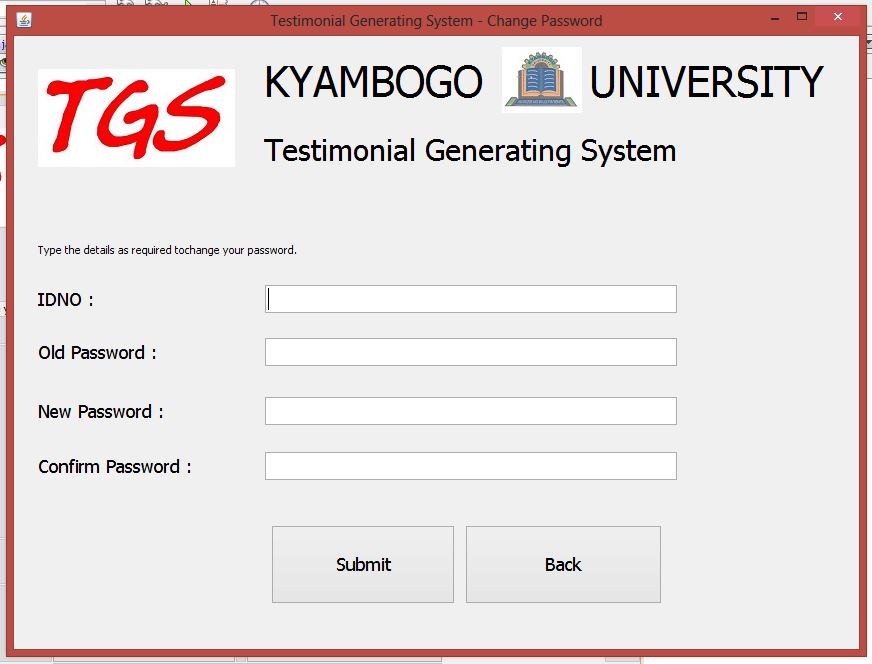 Testimonial Generating System - Change Password
TGS
KYAMBOGO UNIVERSITY
Testimonial Generating System
Type the details as required tochange your password.
IDNO :
Old Password :
New Password :
Confirm Password :
Submit Back